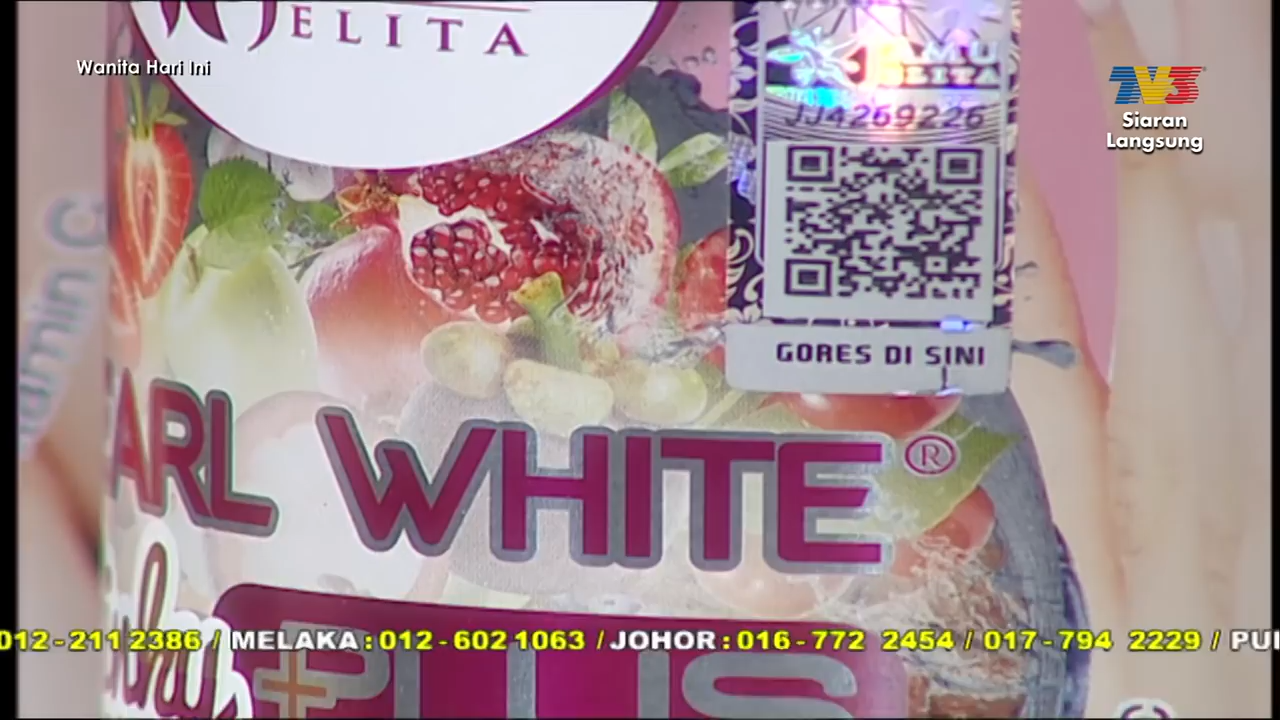 JELITA
Wanita Hari Ini
TV3
Siaran
Langsung
JJ4269226
GORES DI SINI
WHITE®
012-211 2386 / MELAKA : 012-602 1063 / JOHOR : 016-772 2454 / 017-794 2229 /
PLUS